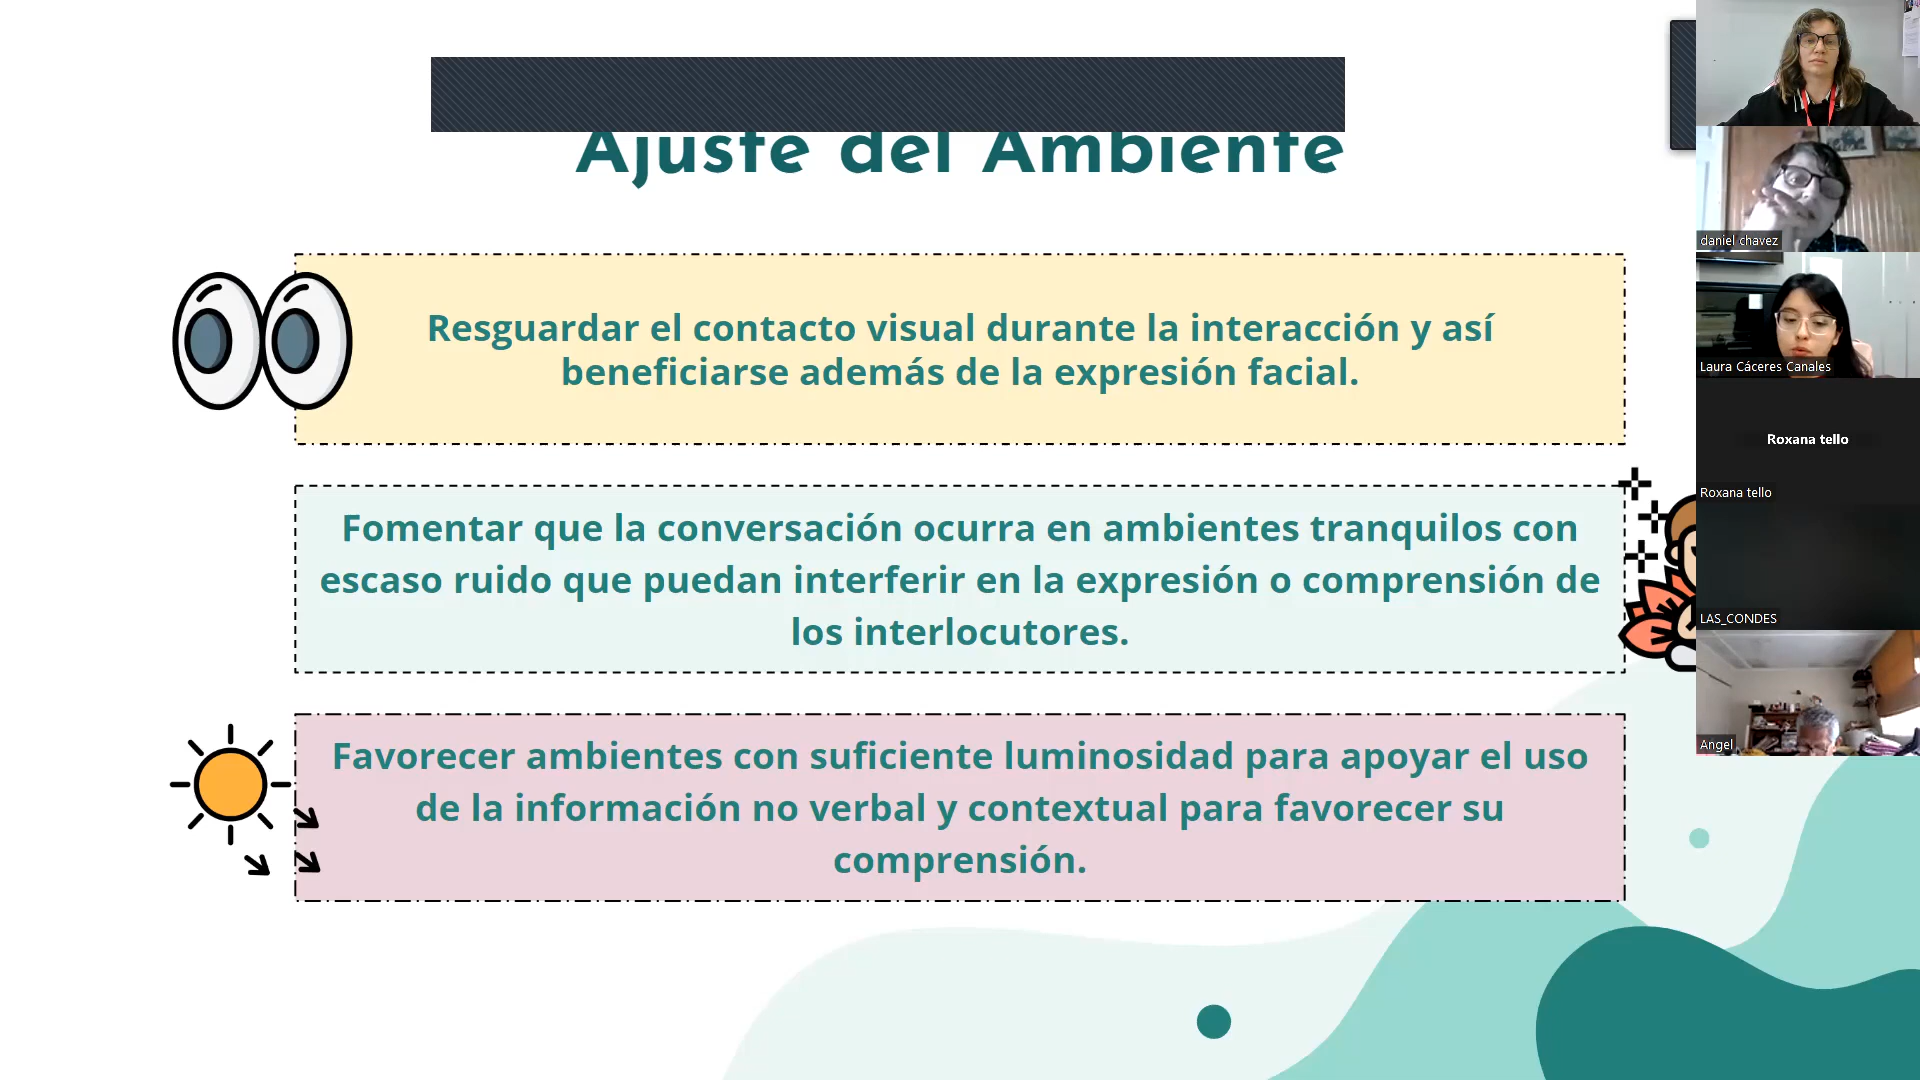 Ajuste del Ambiente
Resguardar el contacto visual durante la interacción y así
beneficiarse además de la expresión facial.
Fomentar que la conversación ocurra en ambientes tranquilos con
escaso ruido que puedan interferir en la expresión o comprensión de
los interlocutores.
Favorecer ambientes con suficiente luminosidad para apoyar el uso
de la información no verbal y contextual para favorecer su
comprensión.
daniel chavez
Laura Cáceres Canales
Roxana tello
Roxana tello
LAS_CONDES
Angel